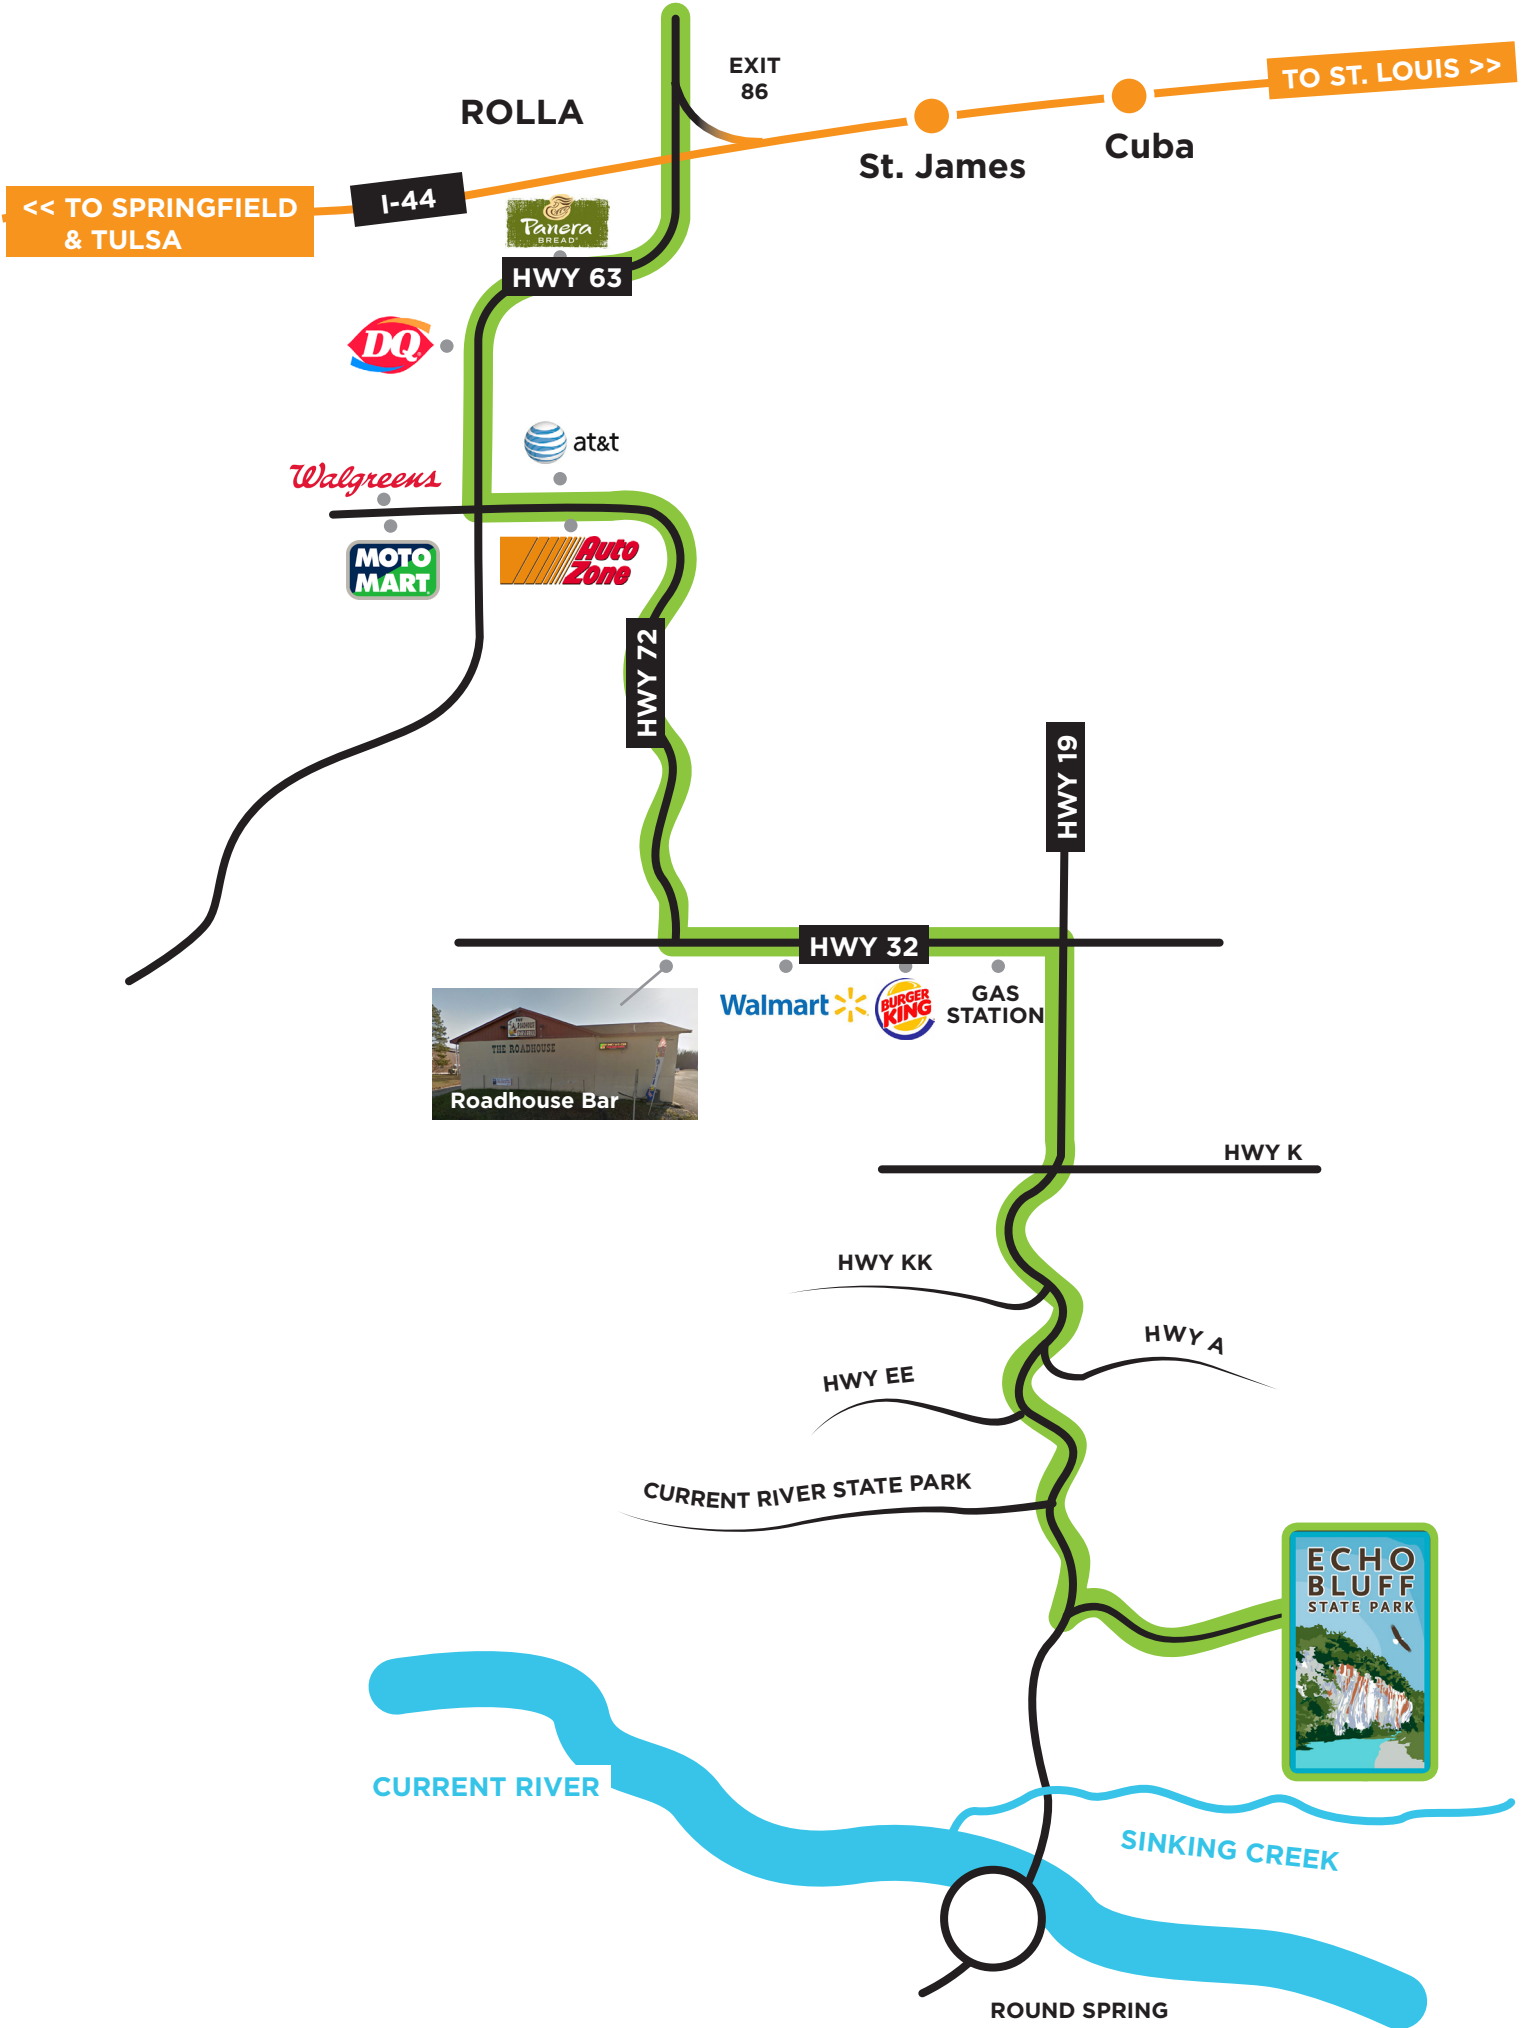 EXIT
86
TO ST. LOUIS >>
ROLLA
Cuba
St. James
I-44
<< TO SPRINGFIELD
& TULSA
Panera
BREAD®
HWY 63
DQ
at&t
Walgreens
MOTO
MART
Auto
Zone
HWY 72
HWY 19
HWY 32
Walmart
BURGER
KING
GAS
STATION
THE ROADHOUSE
Roadhouse Bar
HWY K
HWY KK
HWY A
HWY EE
CURRENT RIVER STATE PARK
ECHO
BLUFF
STATE PARK
CURRENT RIVER
SINKING CREEK
ROUND SPRING